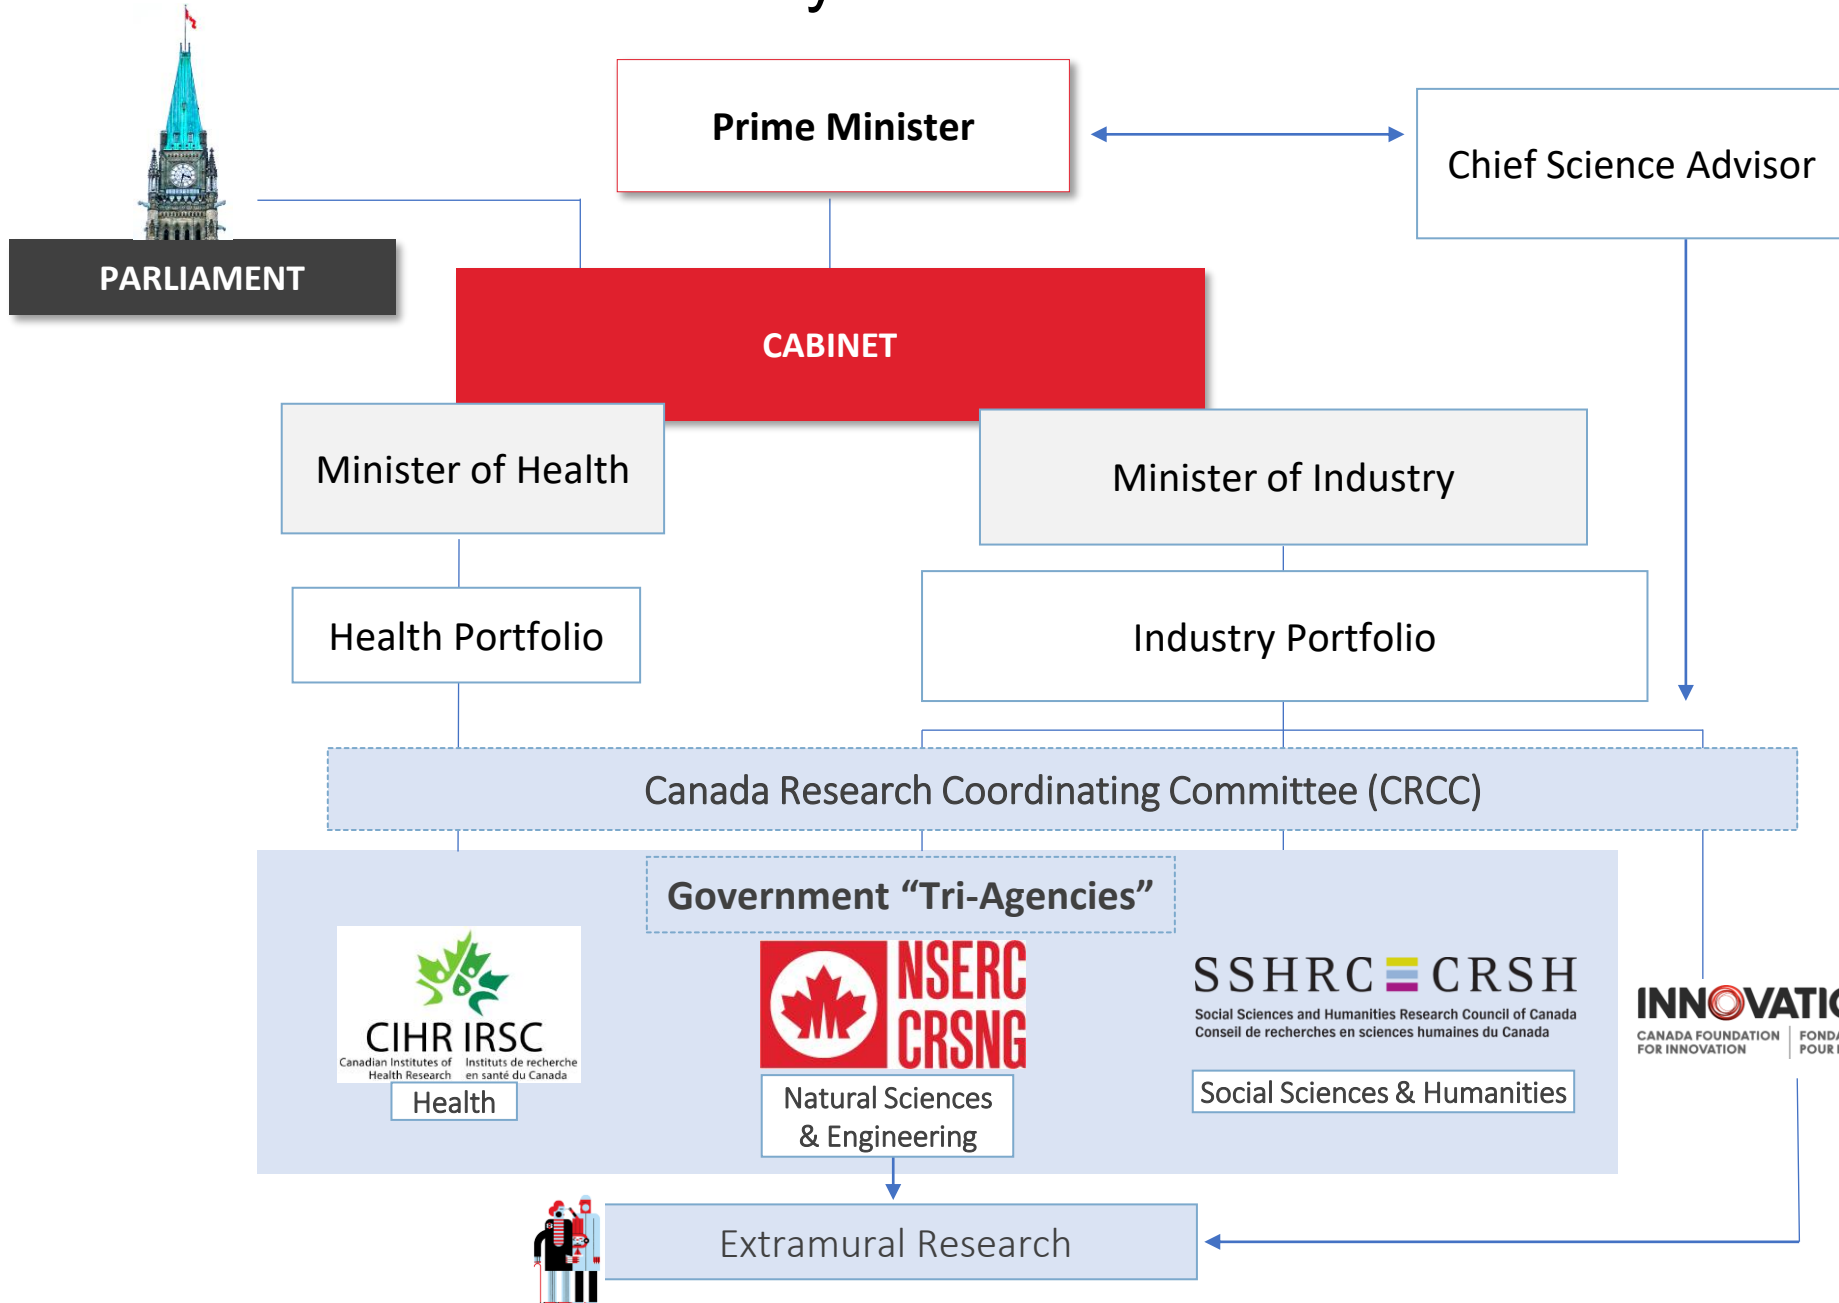 Prime Minister
Chief Science Advisor
PARLIAMENT
CABINET
Minister of Health
Minister of Industry
Health Portfolio
Industry Portfolio
Canada Research Coordinating Committee (CRCC)
Government “Tri-Agencies”
CIHR IRSC
Canadian Institutes of Health Research
Instituts de recherche en santé du Canada
Health
NSERC
CRSNG
Natural Sciences
& Engineering
SSHRC CRSH
Social Sciences and Humanities Research Council of Canada
Conseil de recherches en sciences humaines du Canada
Social Sciences & Humanities
CANADA FOUNDATION
FOR INNOVATION
Extramural Research